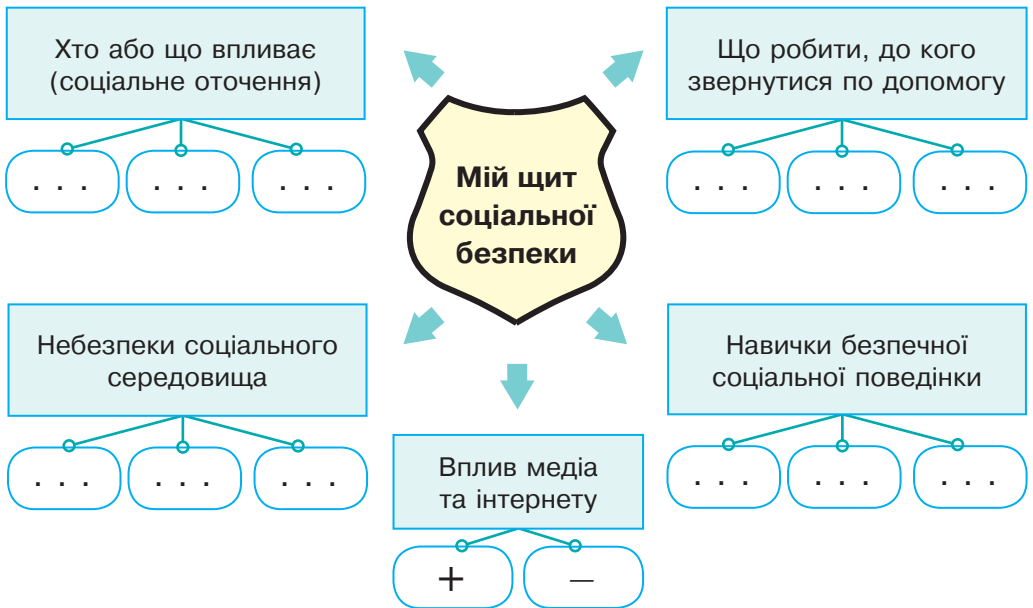 Хто або що впливає
(соціальне оточення)
. . .
. . .
. . .
Що робити, до кого
звернутися по допомогу
. . .
. . .
. . .
Мій щит
соціальної
безпеки
Небезпеки соціального
середовища
. . .
. . .
. . .
Вплив медіа
та інтернету
+
–
Навички безпечної
соціальної поведінки
. . .
. . .
. . .